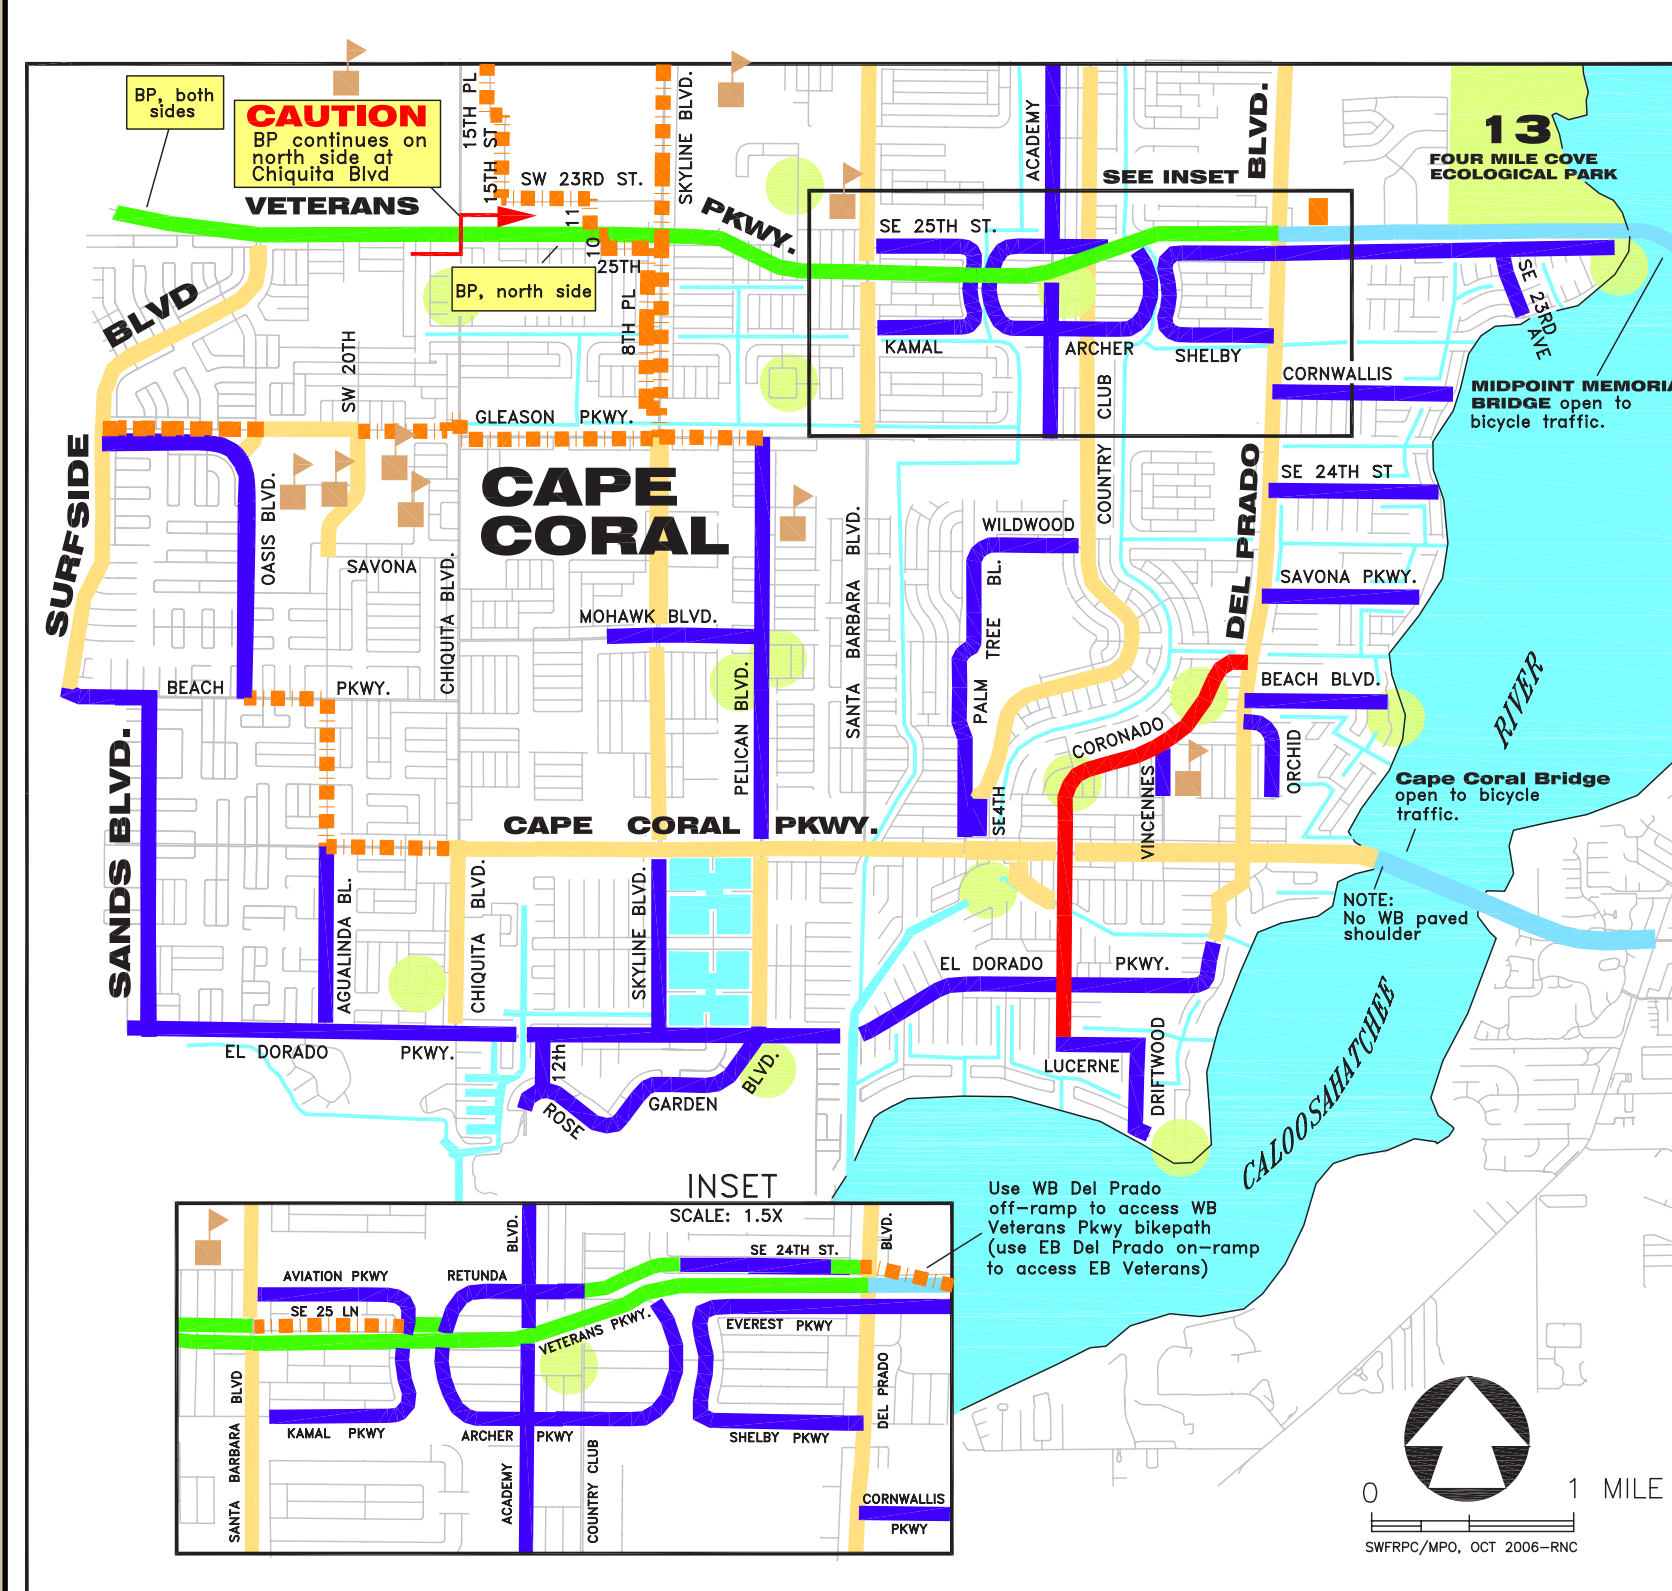 BP, both
sides
CAUTION
BP continues on
north side at
Chiquita Blvd
VETERANS
PKWY.
15TH PL
15TH ST
SW 23RD ST.
11
10
25TH
8TH PL
SKYLINE BLVD.
BP, north side
ACADEMY
BLVD.
SEE INSET
13
FOUR MILE COVE
ECOLOGICAL PARK
SE 25TH ST.
KAMAL
ARCHER
SHELBY
CLUB
COUNTRY
CORNWALLIS
SE 23RD
AVE
MIDPOINT MEMORIA
BRIDGE open to
bicycle traffic.
BLVD
SURFSIDE
SW 20TH
GLEASON PKWY.
CAPE
CORAL
OASIS BLVD.
SAVONA
CHIQUITA BLVD.
MOHAWK BLVD.
PELICAN BLVD.
SANTA BARBARA BLVD.
WILDWOOD
PALM TREE BL.
DEL PRADO
SE 24TH ST
SAVONA PKWY.
BEACH BLVD.
BEACH PKWY.
CORONADO
VINCENNES
ORCHID
RIVER
SE4TH
SANDS BLVD.
CAPE CORAL PKWY.
Cape Coral Bridge
open to bicycle
traffic.
NOTE:
No WB paved
shoulder
AGUALINDA BL.
CHIQUITA BLVD.
SKYLINE BLVD.
EL DORADO PKWY.
EL DORADO PKWY.
12th
ROSE
GARDEN
BLVD.
LUCERNE
DRIFTWOOD
CALOOSAHATCHEE
INSET
SCALE: 1.5X
Use WB Del Prado
off-ramp to access WB
Veterans Pkwy bikepath
(use EB Del Prado on-ramp
to access EB Veterans)
BLVD.
SE 24TH ST.
BLVD.
AVIATION PKWY
RETUNDA
SE 25 LN
VETERANS PKWY.
EVEREST PKWY
SANTA BARBARA BLVD
KAMAL PKWY
ARCHER PKWY
SHELBY PKWY
DEL PRADO
ACADEMY
COUNTRY CLUB
CORNWALLIS
PKWY
0 1 MILE
SWFRPC/MPO, OCT 2006-RNC